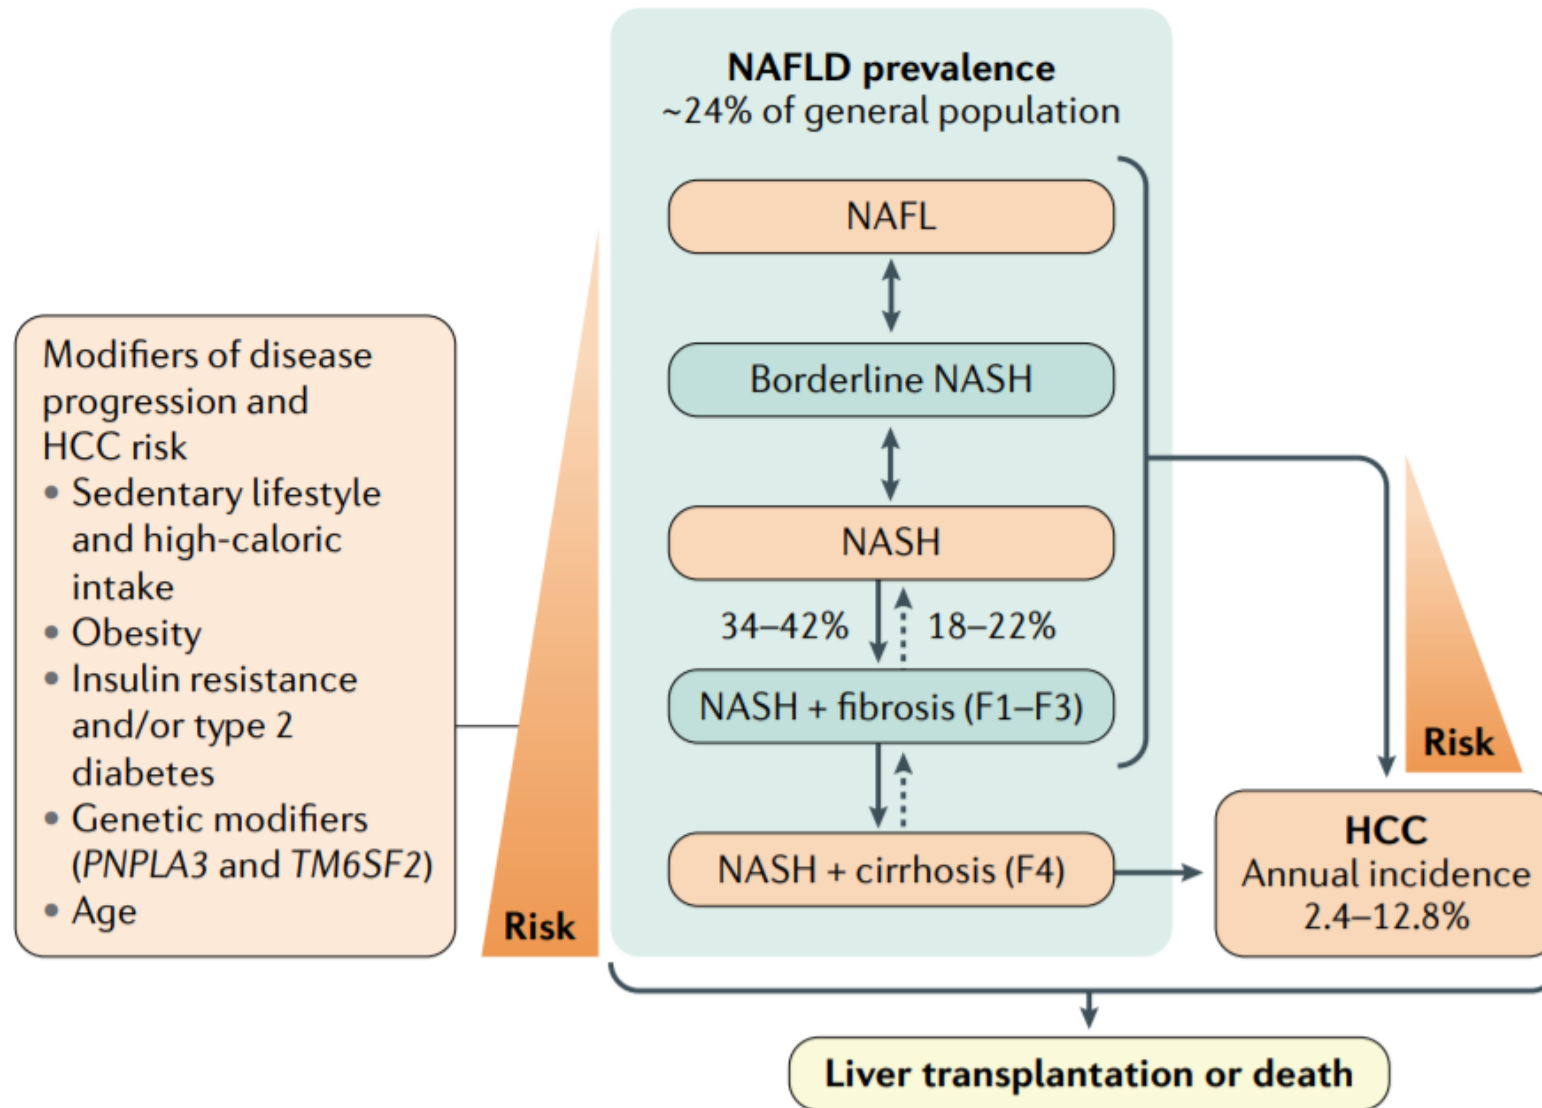 NAFLD prevalence
~24% of general population
NAFL
Borderline NASH
NASH
34–42%
18–22%
NASH + fibrosis (F1–F3)
NASH + cirrhosis (F4)
Modifiers of disease
progression and
HCC risk
• Sedentary lifestyle
and high-caloric
intake
• Obesity
• Insulin resistance
and/or type 2
diabetes
• Genetic modifiers
(PNPLA3 and TM6SF2)
• Age
Risk
Risk
HCC
Annual incidence
2.4–12.8%
Liver transplantation or death